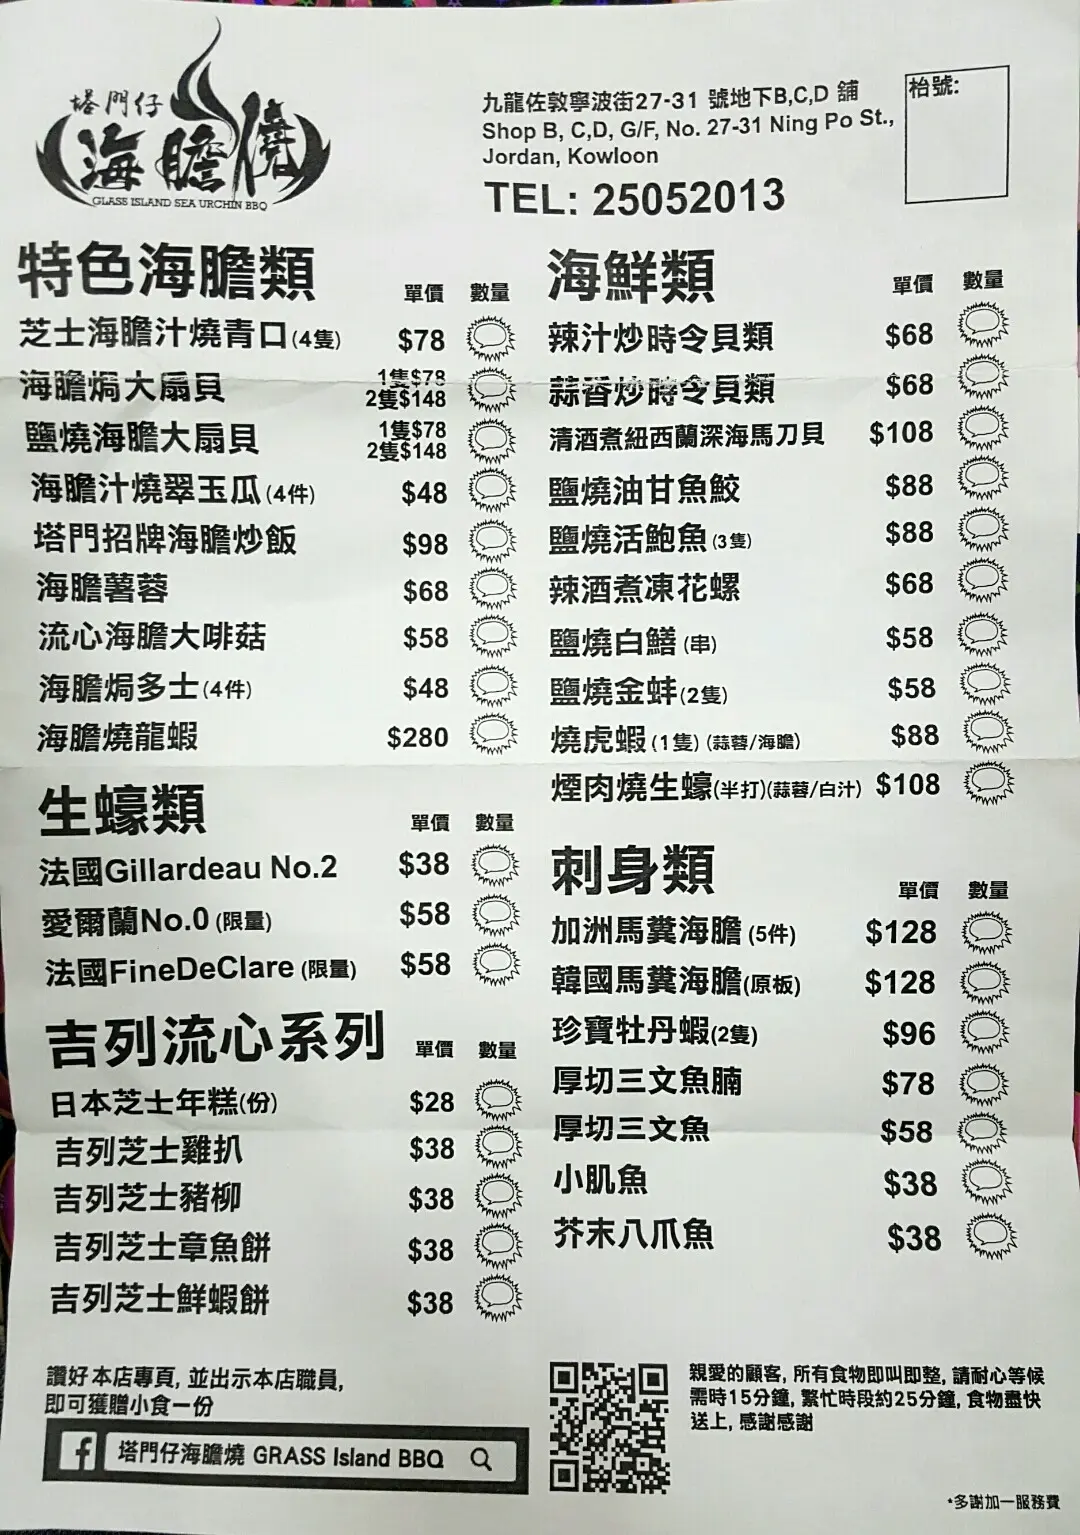 塔門仔
海膽燒
GLASS ISLAND SEA URCHIN BBQ
九龍佐敦寧波街27-31 號地下B,C,D 舖
Shop B, C,D, G/F, No. 27-31 Ning Po St.,
Jordan, Kowloon
TEL: 25052013
枱號:
特色海膽類 單價 數量
芝士海膽汁燒青口(4隻) $78
海膽焗大扇貝 1隻$78
2隻$148
鹽燒海膽大扇貝 1隻$78
2隻$148
海膽汁燒翠玉瓜(4件) $48
塔門招牌海膽炒飯 $98
海膽薯蓉 $68
流心海膽大啡菇 $58
海膽焗多士(4件) $48
海膽燒龍蝦 $280
生蠔類 單價 數量
法國Gillardeau No.2 $38
愛爾蘭No.0(限量) $58
法國FineDeClare(限量) $58
吉列流心系列 單價 數量
日本芝士年糕(份) $28
吉列芝士雞扒 $38
吉列芝士豬柳 $38
吉列芝士章魚餅 $38
吉列芝士鮮蝦餅 $38
海鮮類 單價 數量
辣汁炒時令貝類 $68
蒜香炒時令貝類 $68
清酒煮紐西蘭深海馬刀貝 $108
鹽燒油甘魚鮫 $88
鹽燒活鮑魚(3隻) $88
辣酒煮凍花螺 $68
鹽燒白鱔(串) $58
鹽燒金蚌(2隻) $58
燒虎蝦(1隻)(蒜蓉/海膽) $88
煙肉燒生蠔(半打)(蒜蓉/白汁) $108
刺身類 單價 數量
加洲馬糞海膽(5件) $128
韓國馬糞海膽(原板) $128
珍寶牡丹蝦(2隻) $96
厚切三文魚腩 $78
厚切三文魚 $58
小肌魚 $38
芥末八爪魚 $38
讚好本店專頁, 並出示本店職員,
即可獲贈小食一份
f 塔門仔海膽燒 GRASS Island BBQ
親愛的顧客, 所有食物即叫即整, 請耐心等候
需時15分鐘, 繁忙時段約25分鐘, 食物盡快
送上, 感謝感謝
*多謝加一服務費